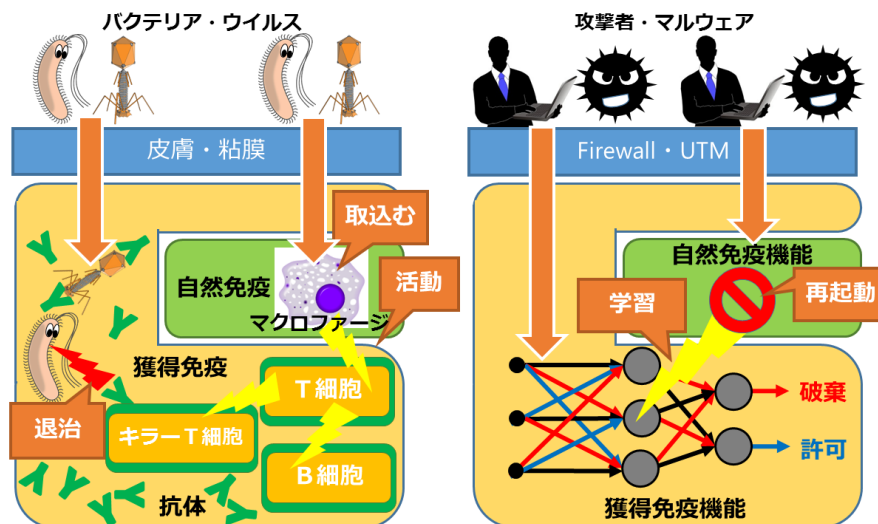 バクテリア・ウイルス
皮膚・粘膜
取込む
自然免疫
マクロファージ
活動
獲得免疫
退治
T細胞
キラーT細胞
B細胞
抗体
攻撃者・マルウェア
Firewall・UTM
自然免疫機能
再起動
学習
破棄
許可
獲得免疫機能